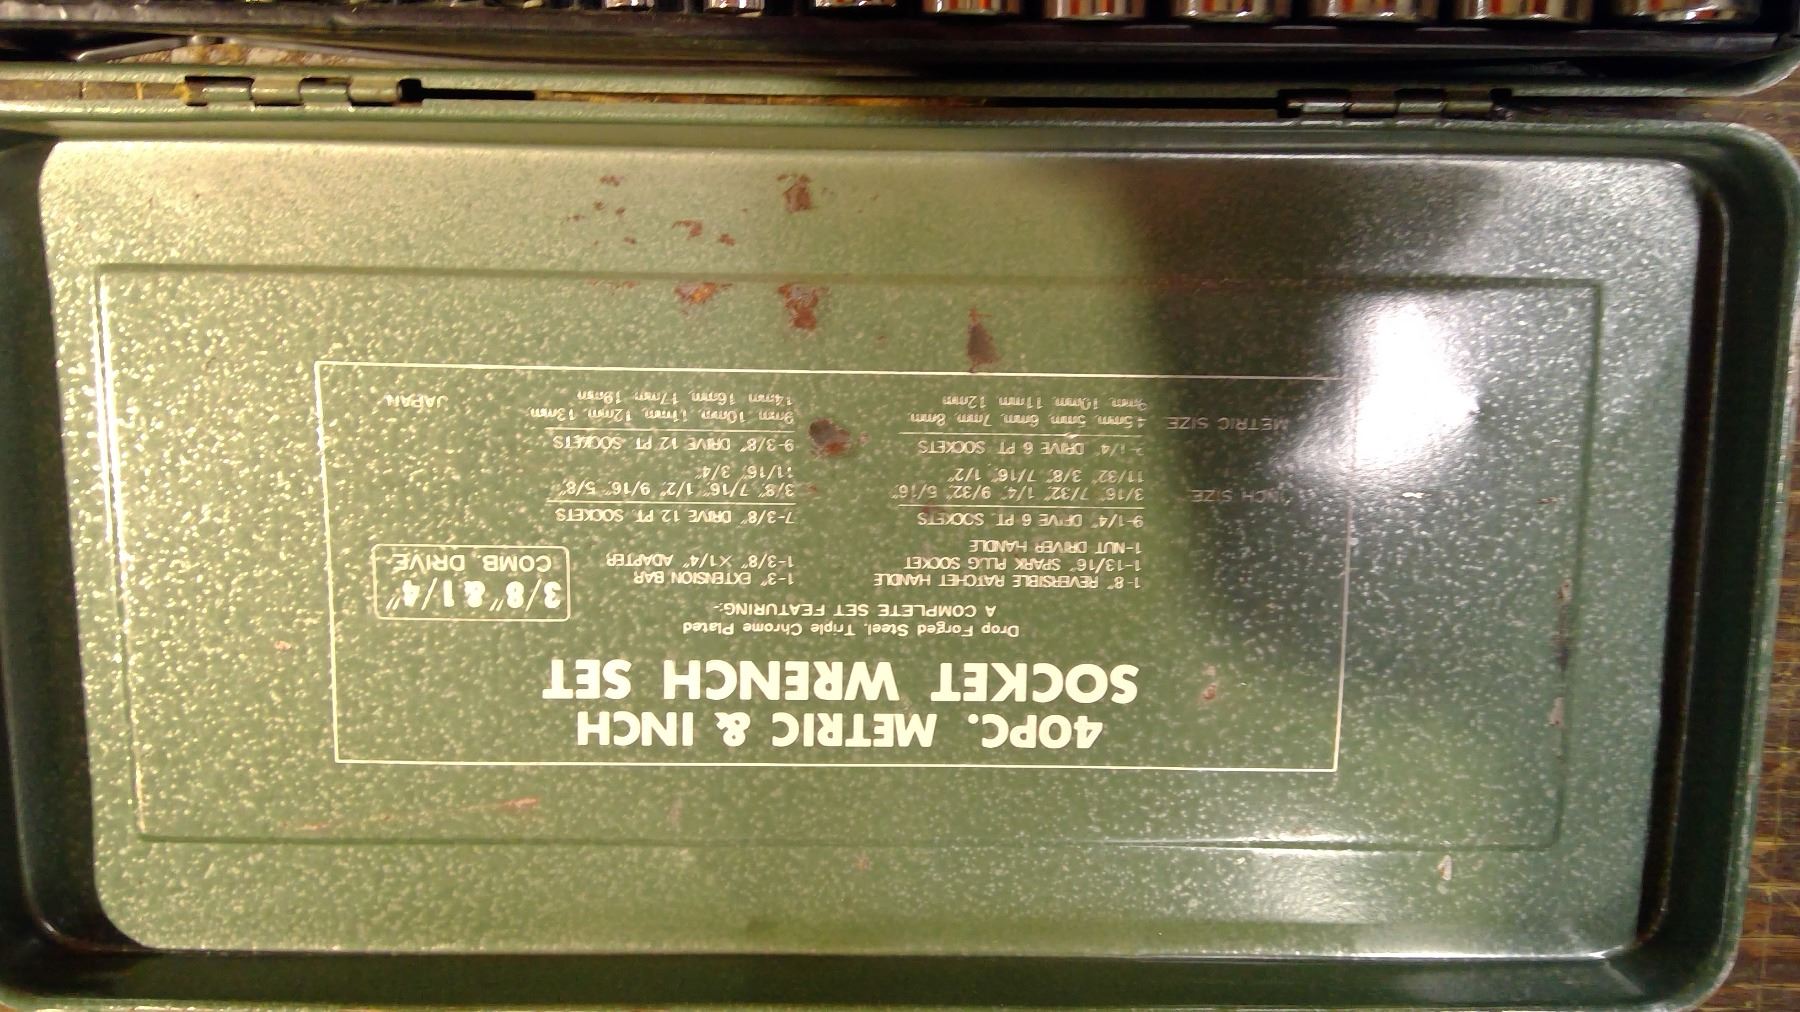 40PC. METRIC & INCH
SOCKET WRENCH SET
Drop Forged Steel, Triple Chrome Plated
A COMPLETE SET FEATURING:-
1-8" REVERSIBLE RATCHET HANDLE
1-13/16" SPARK PLUG SOCKET
1-NUT DRIVER HANDLE
1-3" EXTENSION BAR
1-3/8" X1/4" ADAPTER
3/8" & 1/4"
COMB. DRIVE
INCH SIZE
9-1/4" DRIVE 6 PT. SOCKETS
3/16" 7/32" 1/4" 9/32" 5/16"
11/32" 3/8" 7/16" 1/2"
7-3/8" DRIVE 12 PT. SOCKETS
3/8" 7/16" 1/2" 9/16" 5/8"
11/16" 3/4"
METRIC SIZE
DRIVE 6 PT. SOCKETS
4.5mm, 5mm, 6mm, 7mm, 8mm
9mm, 10mm, 11mm, 12mm
9-3/8" DRIVE 12 PT. SOCKETS
9mm, 10mm, 11mm, 12mm, 13mm
14mm, 16mm, 17mm, 19mm
JAPAN